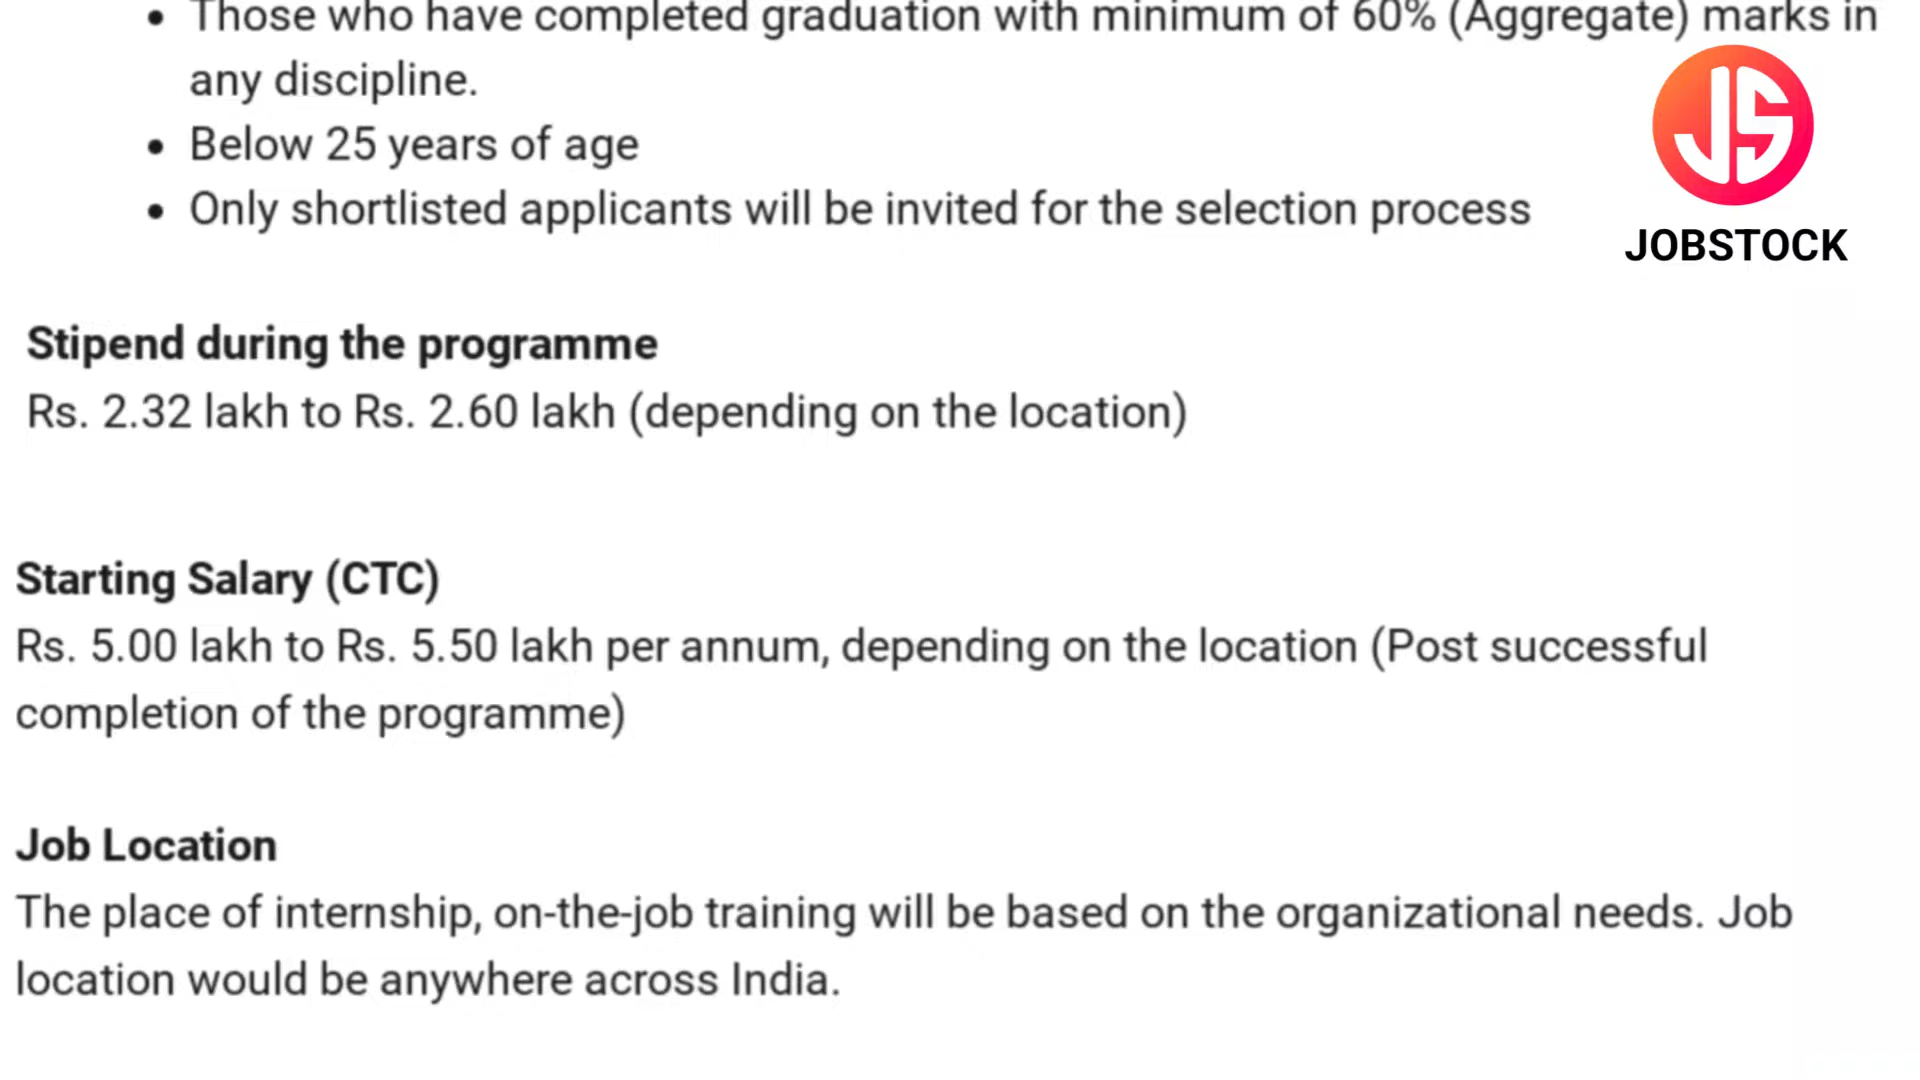 • Those who have completed graduation with minimum of 60% (Aggregate) marks in
any discipline.
• Below 25 years of age
• Only shortlisted applicants will be invited for the selection process
JS
JOBSTOCK
Stipend during the programme
Rs. 2.32 lakh to Rs. 2.60 lakh (depending on the location)
Starting Salary (CTC)
Rs. 5.00 lakh to Rs. 5.50 lakh per annum, depending on the location (Post successful
completion of the programme)
Job Location
The place of internship, on-the-job training will be based on the organizational needs. Job
location would be anywhere across India.